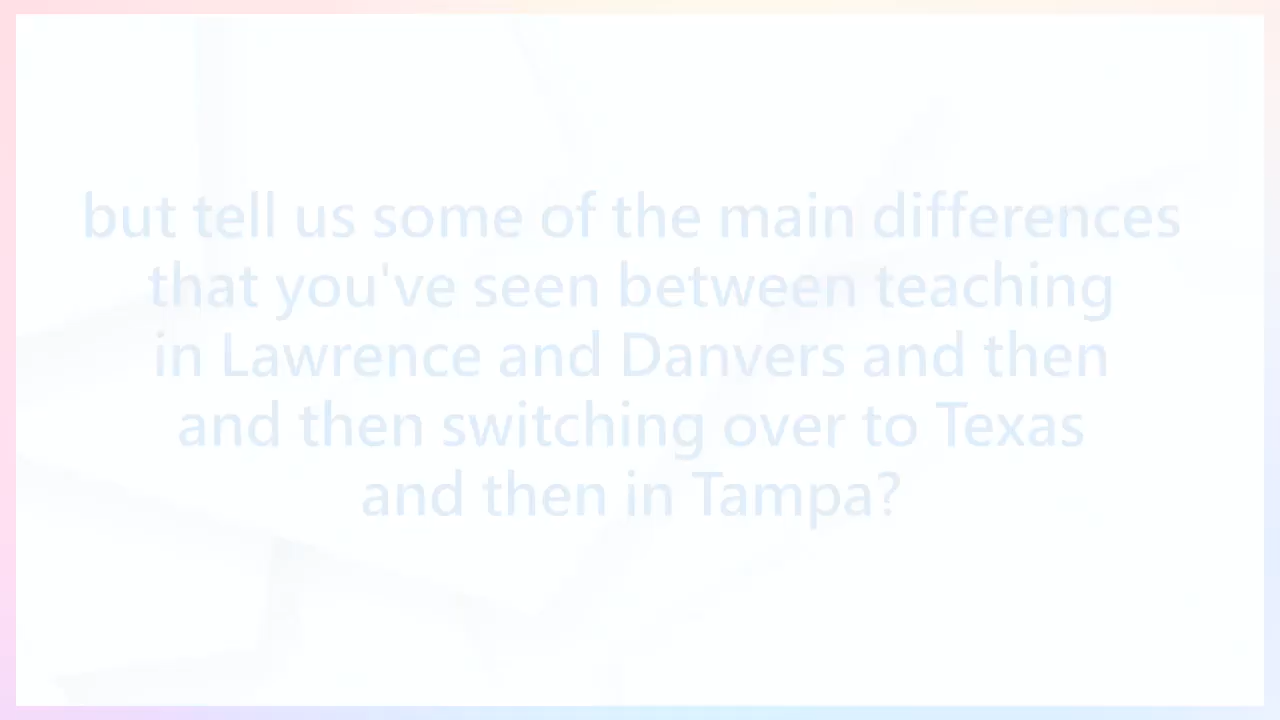 but tell us some of the main differences
that you've seen between teaching
in Lawrence and Danvers and then
and then switching over to Texas
and then in Tampa?